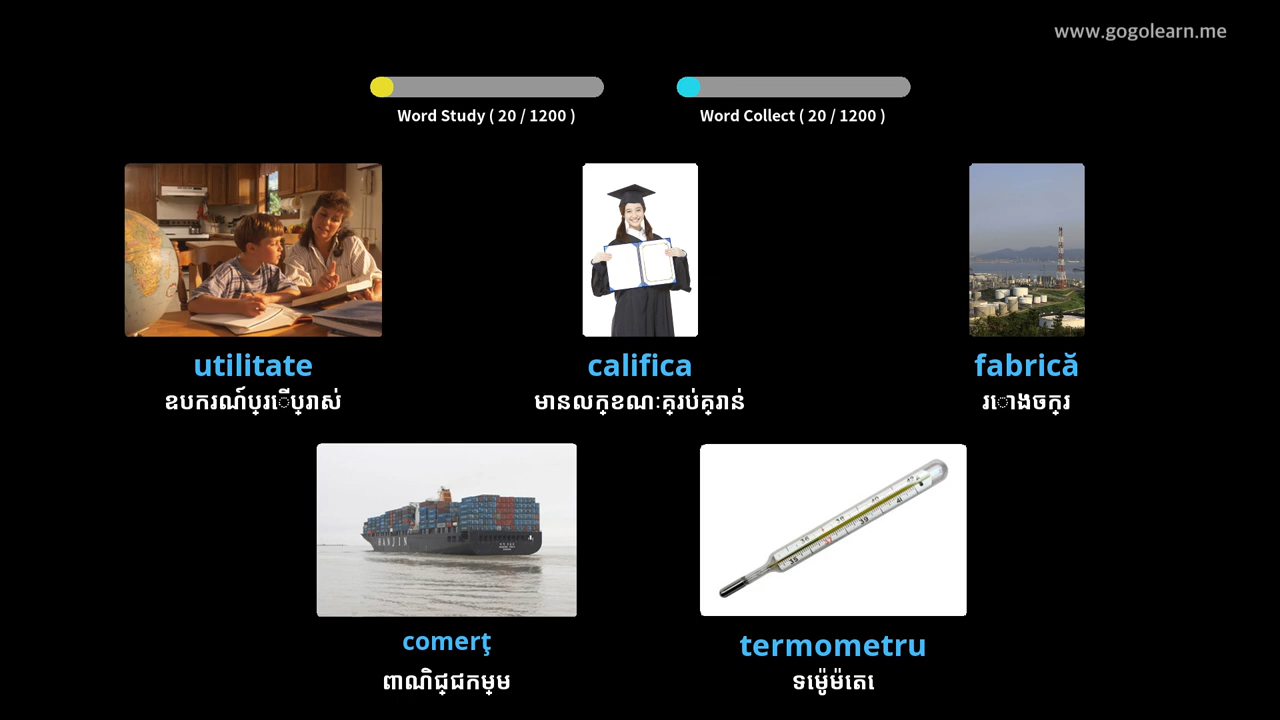 www.gogolearn.me
Word Study ( 20 / 1200 )
Word Collect ( 20 / 1200 )
utilitate
ឧបករណ៍ប្រើប្រាស់
califica
មានលក្ខណៈគ្រប់គ្រាន់
fabrică
រោងចក្រ
comerţ
ពាណិជ្ជកម្ម
termometru
ទម៉ូម៉តេ
HANJIN